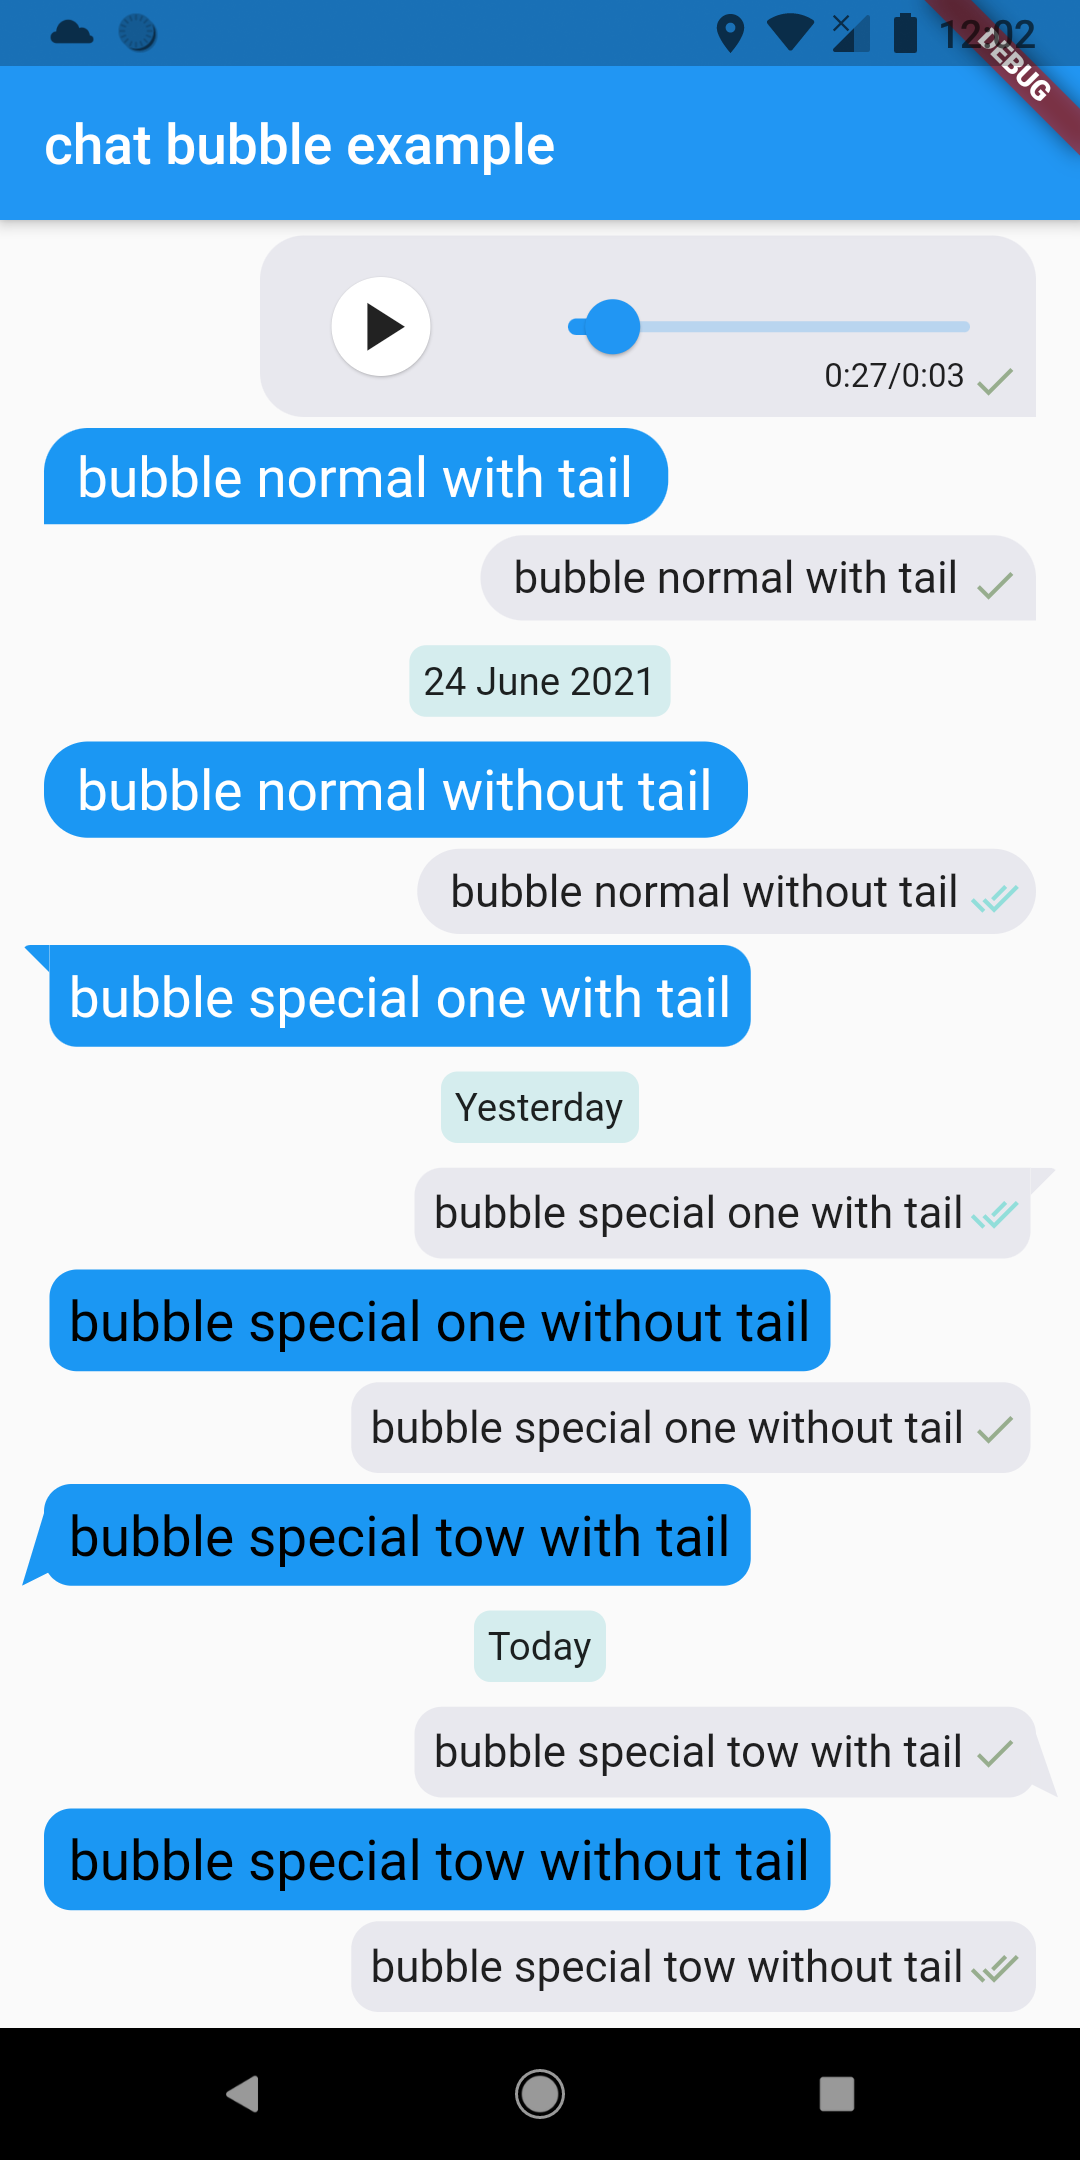 12:02
DEBUG
chat bubble example
0:27/0:03
bubble normal with tail
bubble normal with tail
24 June 2021
bubble normal without tail
bubble normal without tail
bubble special one with tail
Yesterday
bubble special one with tail
bubble special one without tail
bubble special one without tail
bubble special tow with tail
Today
bubble special tow with tail
bubble special tow without tail
bubble special tow without tail